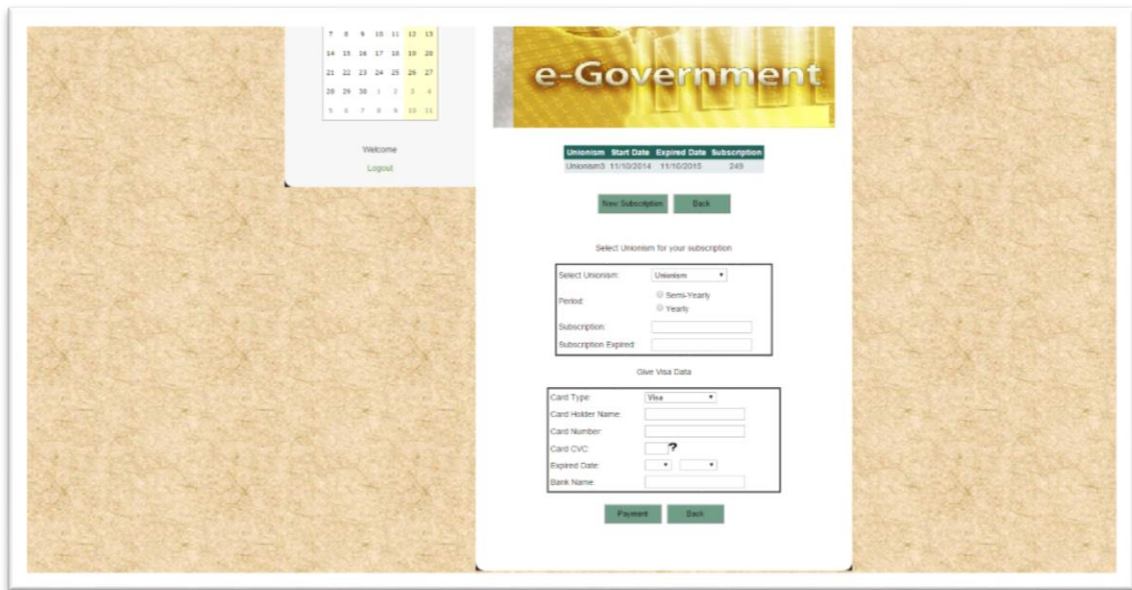 7 8 9 10 11 12 13
14 15 16 17 18 19 20
21 22 23 24 25 26 27
28 29 30 1 2 3 4
5 6 7 8 9 10 11
Welcome
Logout
e-Government
Unionism Start Date Expired Date Subscription
Unionism3 11/10/2014 11/10/2015 249
New Subscription Back
Select Unionism for your subscription
Select Unionism: Unionism
Period: Semi-Yearly
Yearly
Subscription:
Subscription Expired:
Give Visa Data
Card Type: Visa
Card Holder Name:
Card Number:
Card CVC: ?
Expired Date:
Bank Name:
Payment Back